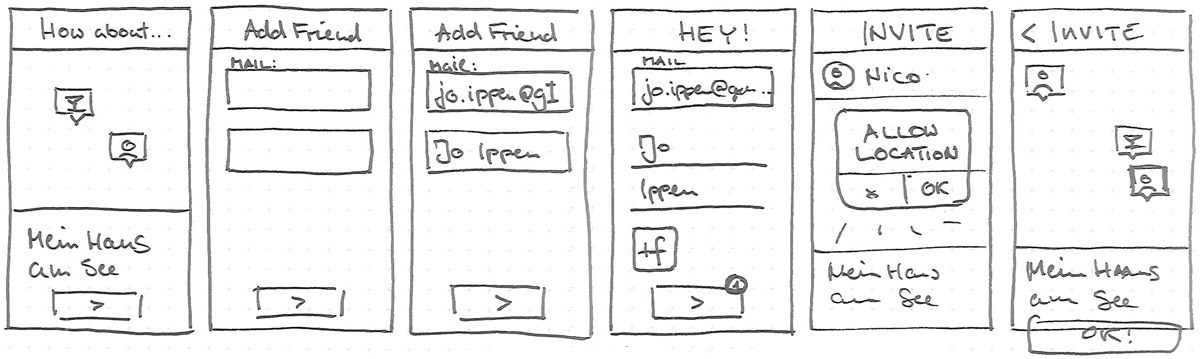 How about...
Mein Haus
am See
>
Add Friend
MAIL:
>
Add Friend
MAIL:
jo.ippen@gI
Jo Ippen
>
HEY!
MAIL
jo.ippen@gm...
Jo
Ippen
+f
>
1
INVITE
Nico
ALLOW
LOCATION
x | OK
Mein Haus
am See
< INVITE
Mein Haus
am See
OK!